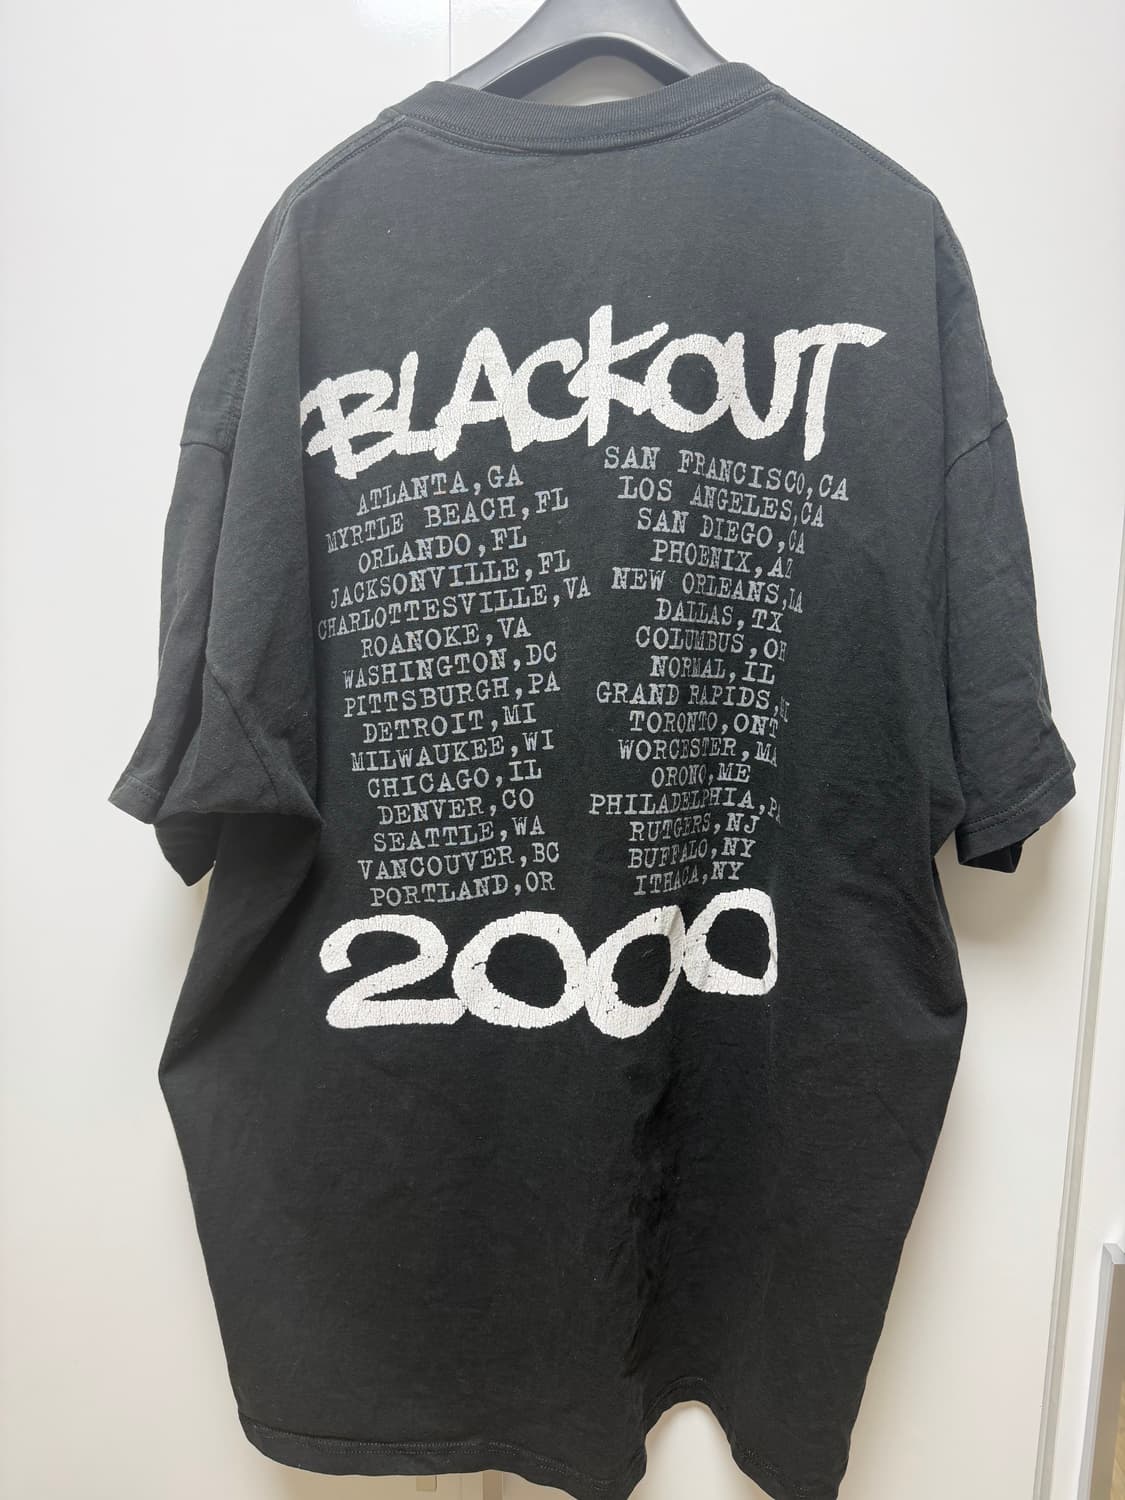 BLACKOUT
ATLANTA,GA
MYRTLE BEACH,FL
ORLANDO,FL
JACKSONVILLE,FL
CHARLOTTESVILLE,VA
ROANOKE,VA
WASHINGTON,DC
PITTSBURGH,PA
DETROIT,MI
MILWAUKEE,WI
CHICAGO,IL
DENVER,CO
SEATTLE,WA
VANCOUVER,BC
PORTLAND,OR
SAN FRANCISCO,CA
LOS ANGELES,CA
SAN DIEGO,CA
PHOENIX,AZ
NEW ORLEANS,LA
DALLAS,TX
COLUMBUS,OH
NORMAL,IL
GRAND RAPIDS,
TORONTO,ONT
WORCESTER,MA
ORONO,ME
PHILADELPHIA,PA
RUTGERS,NJ
BUFFALO,NY
ITHACA,NY
2000